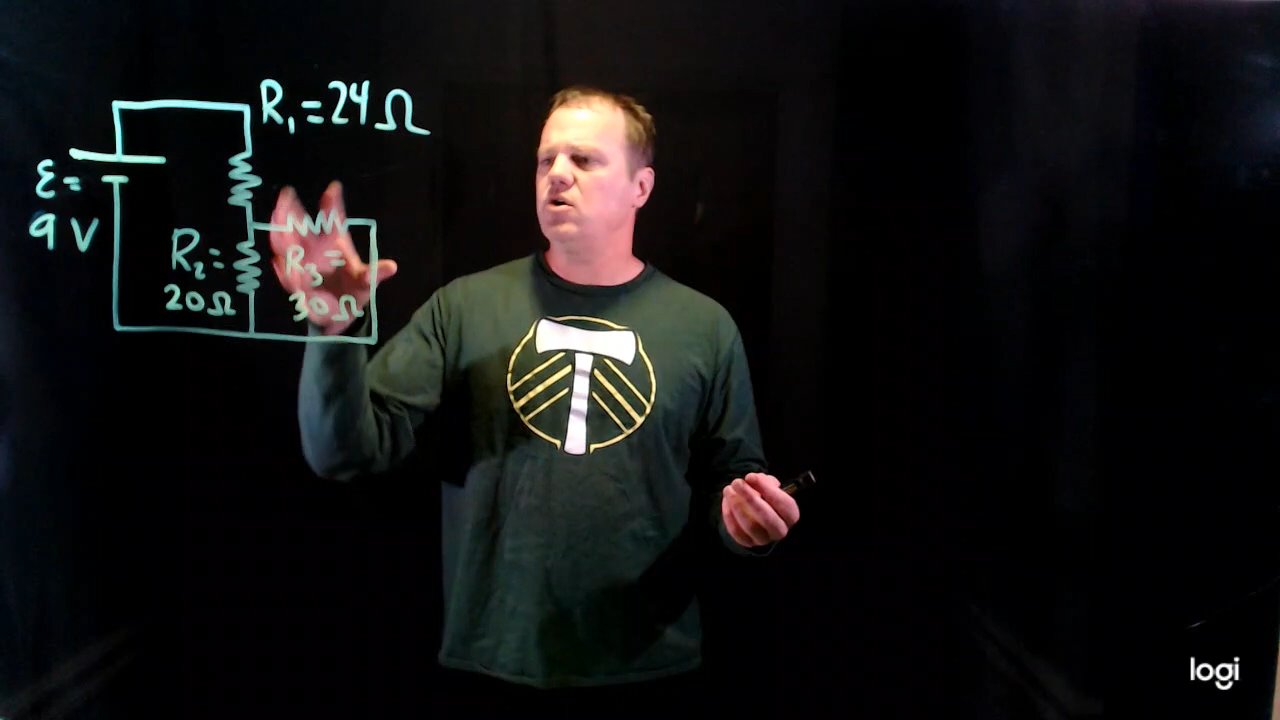 R₁ = 24 Ω
ε =
9 V
R₂ =
20 Ω
R₃ =
30 Ω
logi